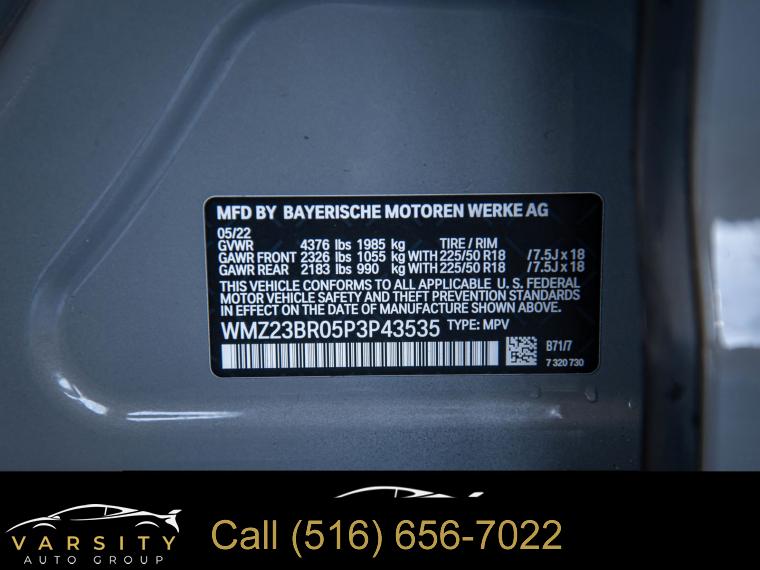 MFD BY BAYERISCHE MOTOREN WERKE AG
05/22
GVWR 4376 lbs 1985 kg TIRE / RIM
GAWR FRONT 2326 lbs 1055 kg WITH 225/50 R18 / 7.5J x 18
GAWR REAR 2183 lbs 990 kg WITH 225/50 R18 / 7.5J x 18
THIS VEHICLE CONFORMS TO ALL APPLICABLE U. S. FEDERAL
MOTOR VEHICLE SAFETY AND THEFT PREVENTION STANDARDS
IN EFFECT ON THE DATE OF MANUFACTURE SHOWN ABOVE.
WMZ23BR05P3P43535 TYPE: MPV
B71/7
7 320 730
VARSITY
AUTO GROUP
Call (516) 656-7022